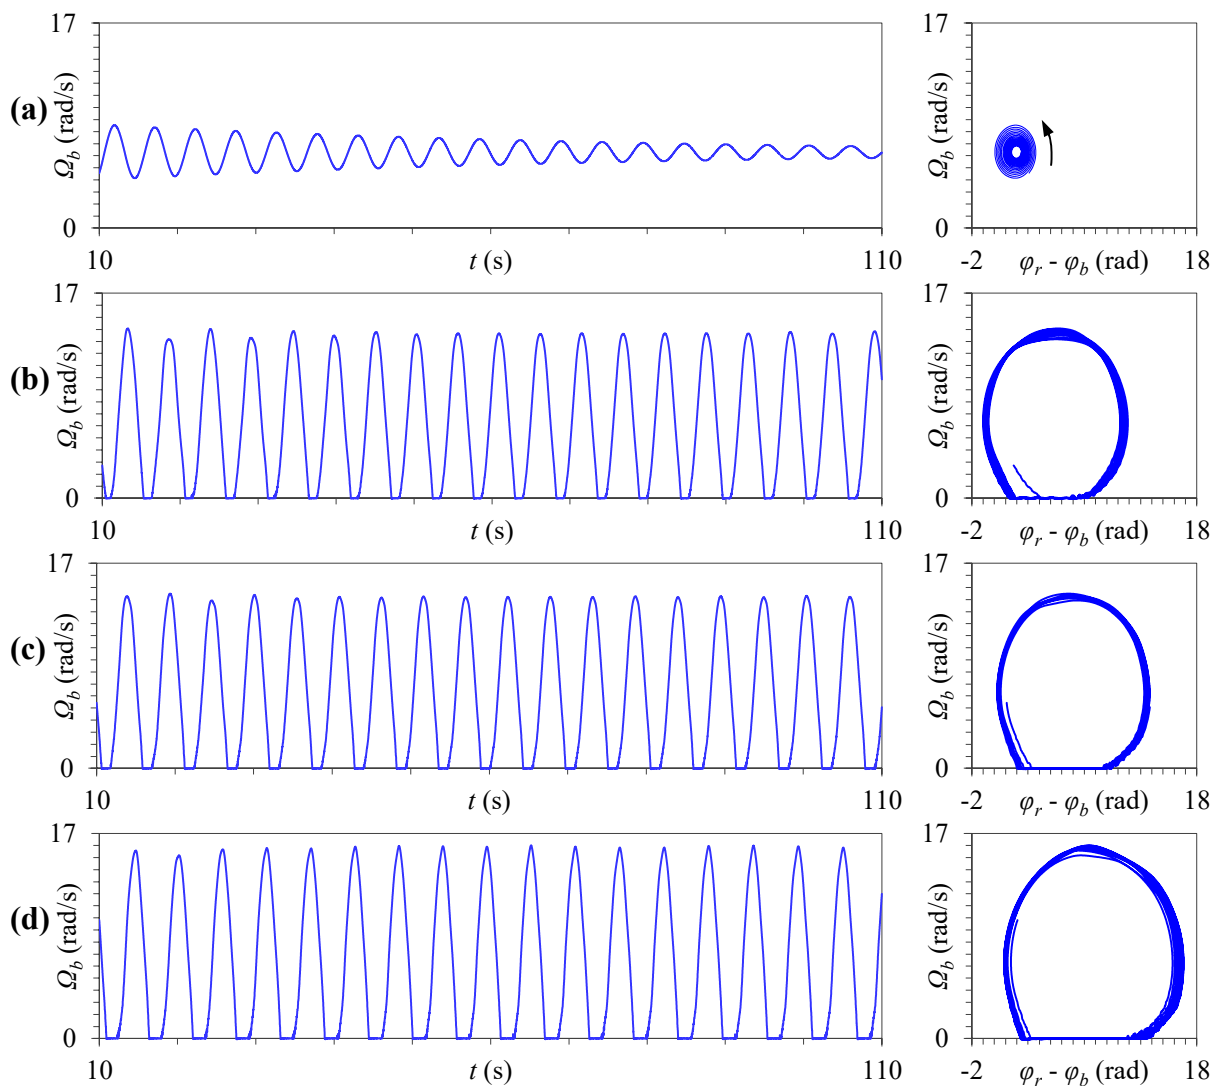 17 17
(a) Ω_b (rad/s) Ω_b (rad/s)
0 0
10 t (s) 110 -2 φ_r - φ_b (rad) 18
17 17
(b) Ω_b (rad/s) Ω_b (rad/s)
0 0
10 t (s) 110 -2 φ_r - φ_b (rad) 18
17 17
(c) Ω_b (rad/s) Ω_b (rad/s)
0 0
10 t (s) 110 -2 φ_r - φ_b (rad) 18
17 17
(d) Ω_b (rad/s) Ω_b (rad/s)
0 0
10 t (s) 110 -2 φ_r - φ_b (rad) 18